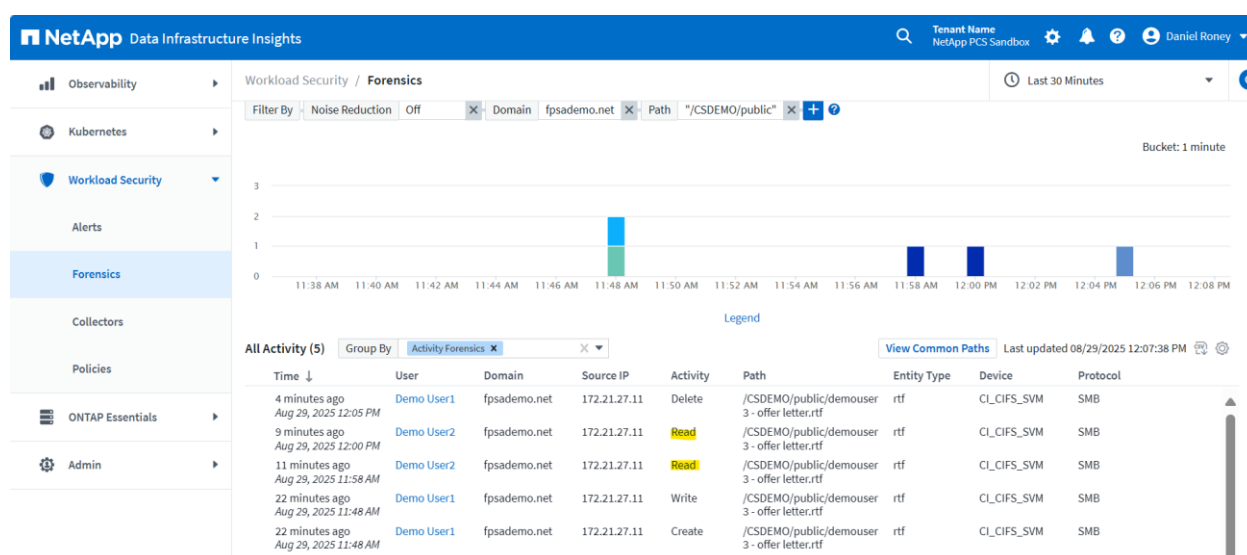 NetApp Data Infrastructure Insights
Tenant Name
NetApp PCS Sandbox
Daniel Roney
Observability
Kubernetes
Workload Security
Alerts
Forensics
Collectors
Policies
ONTAP Essentials
Admin
Workload Security / Forensics
Last 30 Minutes
Filter By Noise Reduction Off X Domain fpsademo.net X Path "/CSDEMO/public" X + ?
Bucket: 1 minute
3
2
1
0
11:38 AM 11:40 AM 11:42 AM 11:44 AM 11:46 AM 11:48 AM 11:50 AM 11:52 AM 11:54 AM 11:56 AM 11:58 AM 12:00 PM 12:02 PM 12:04 PM 12:06 PM 12:08 PM
Legend
All Activity (5) Group By Activity Forensics X
View Common Paths Last updated 08/29/2025 12:07:38 PM
Time ↓ User Domain Source IP Activity Path Entity Type Device Protocol
4 minutes ago Demo User1 fpsademo.net 172.21.27.11 Delete /CSDEMO/public/demouser rtf CI_CIFS_SVM SMB
Aug 29, 2025 12:05 PM 3 - offer letter.rtf
9 minutes ago Demo User2 fpsademo.net 172.21.27.11 Read /CSDEMO/public/demouser rtf CI_CIFS_SVM SMB
Aug 29, 2025 12:00 PM 3 - offer letter.rtf
11 minutes ago Demo User2 fpsademo.net 172.21.27.11 Read /CSDEMO/public/demouser rtf CI_CIFS_SVM SMB
Aug 29, 2025 11:58 AM 3 - offer letter.rtf
22 minutes ago Demo User1 fpsademo.net 172.21.27.11 Write /CSDEMO/public/demouser rtf CI_CIFS_SVM SMB
Aug 29, 2025 11:48 AM 3 - offer letter.rtf
22 minutes ago Demo User1 fpsademo.net 172.21.27.11 Create /CSDEMO/public/demouser rtf CI_CIFS_SVM SMB
Aug 29, 2025 11:48 AM 3 - offer letter.rtf